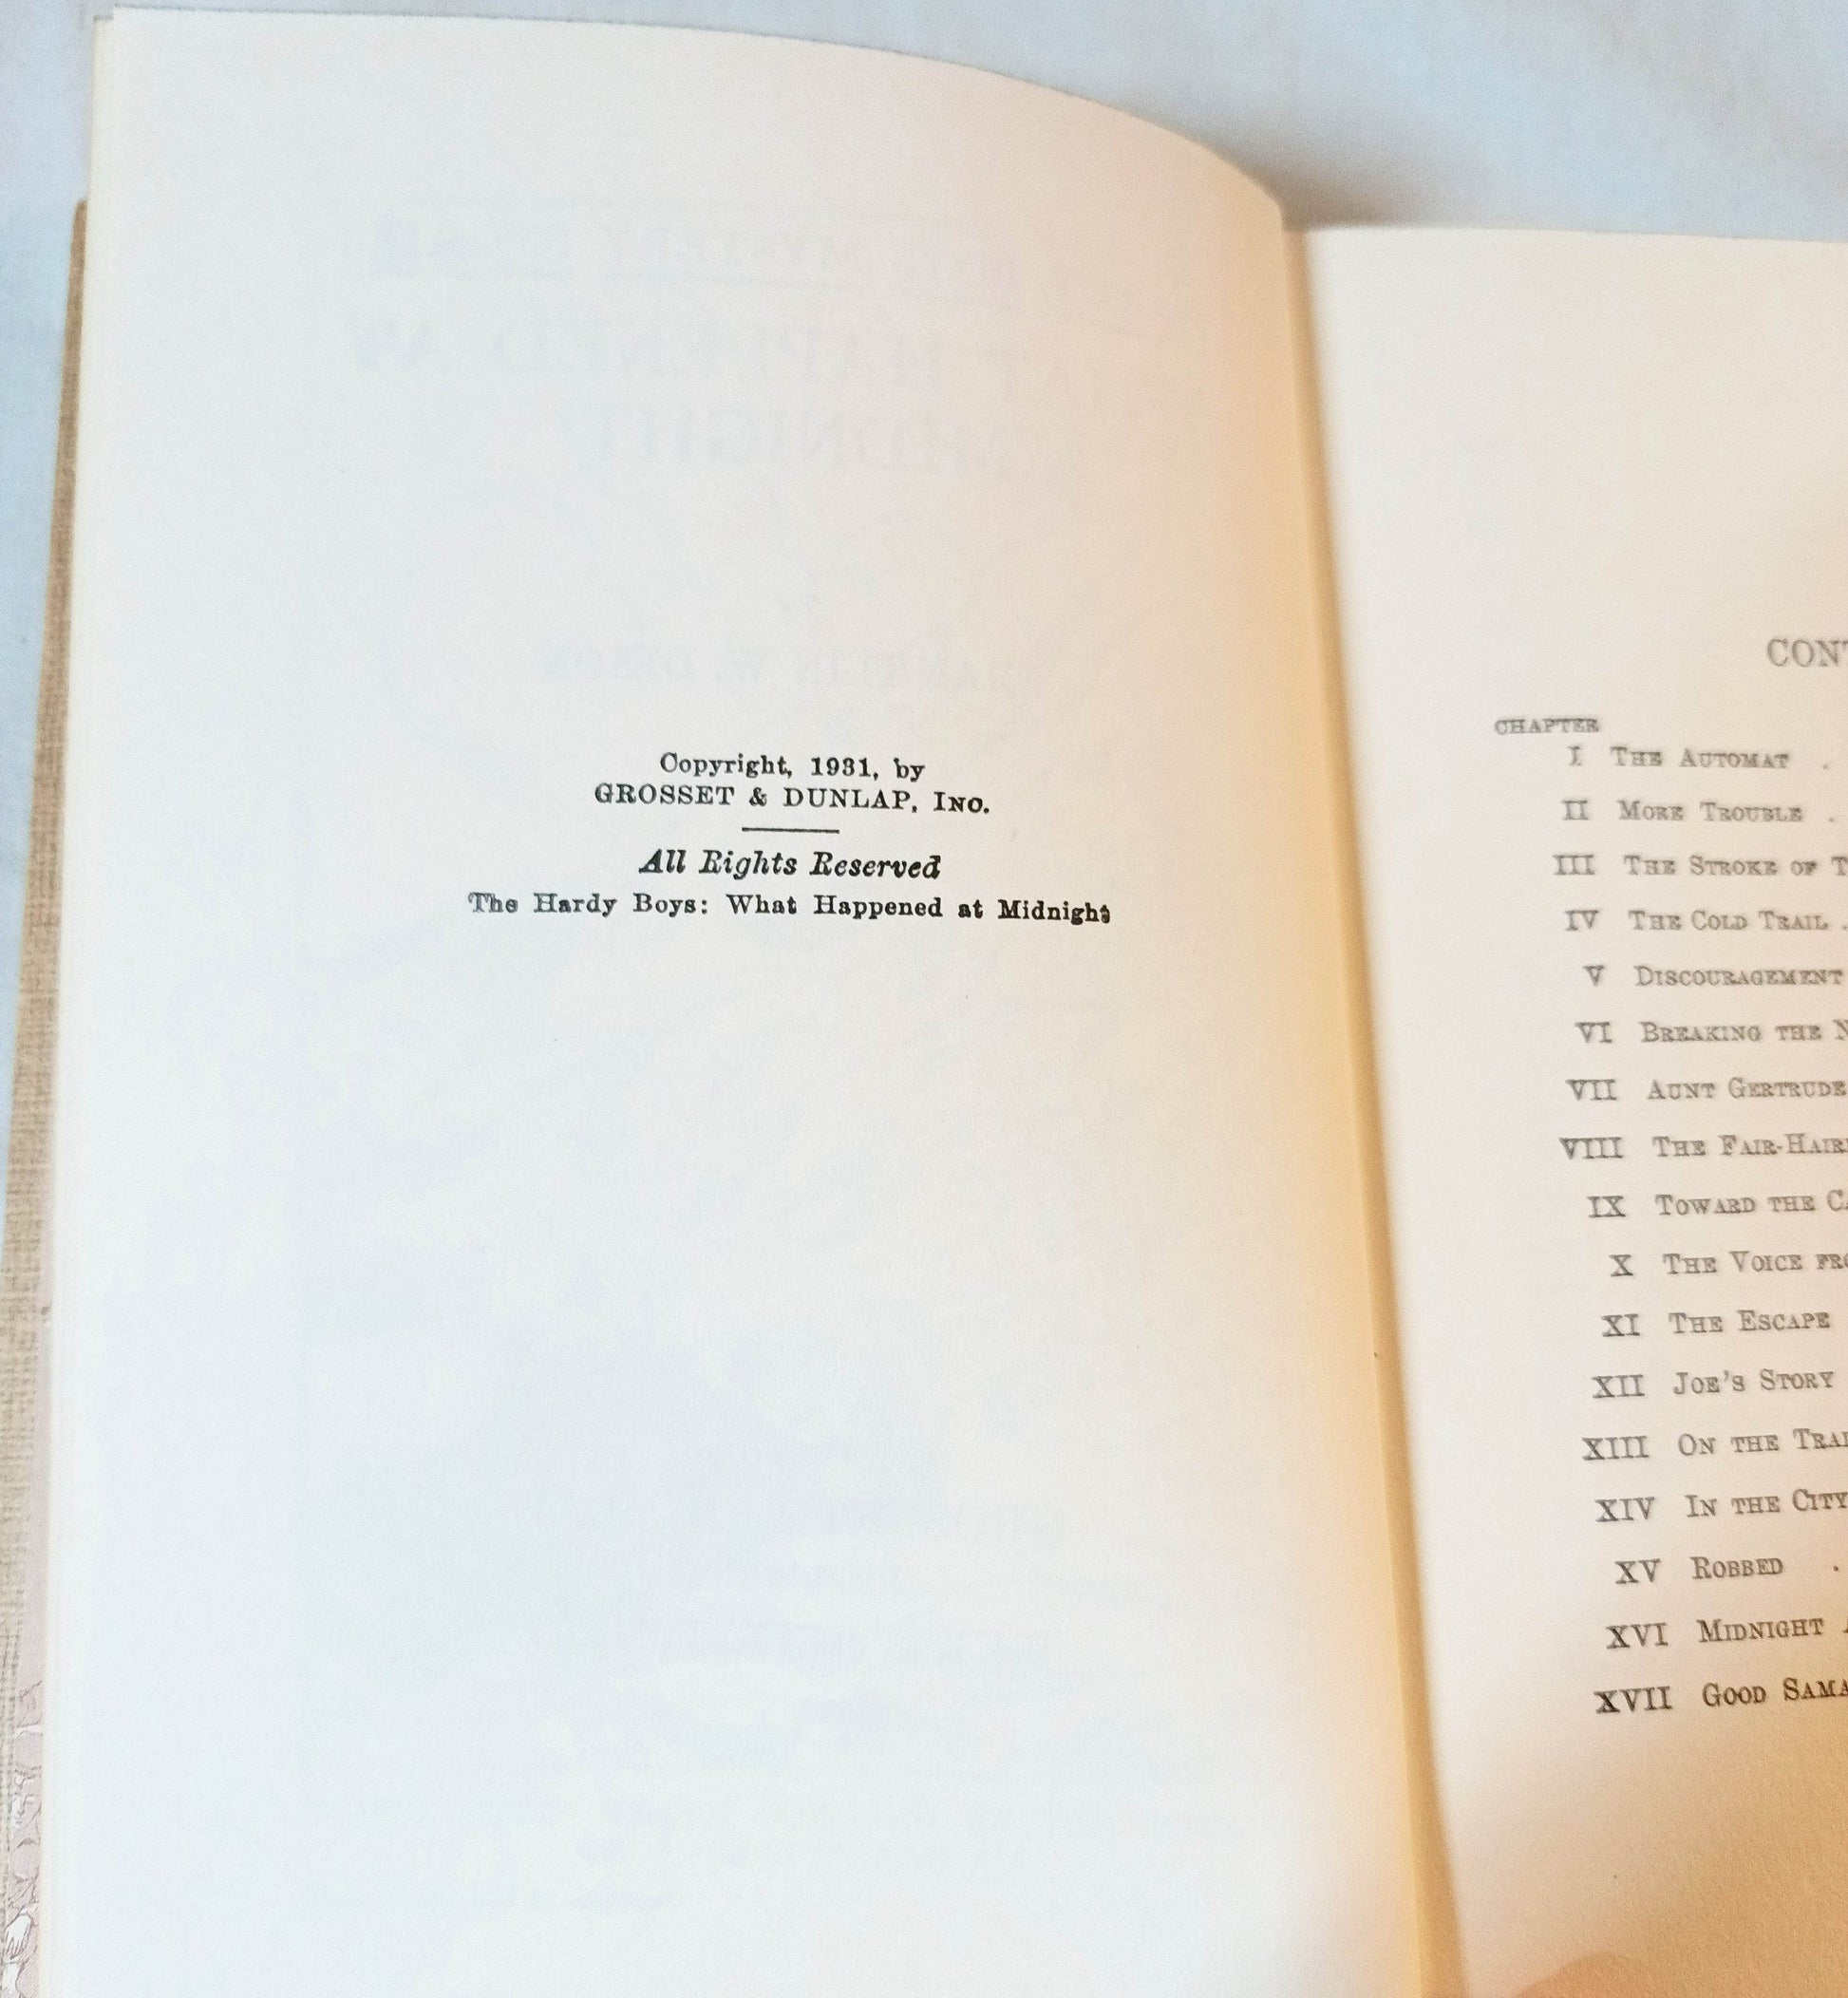 Copyright, 1931, by
GROSSET & DUNLAP, INC.
All Rights Reserved
The Hardy Boys: What Happened at Midnight
CHAPTER
I THE AUTOMAT .
II MORE TROUBLE .
III THE STROKE OF
IV THE COLD TRAIL .
V DISCOURAGEMENT
VI BREAKING THE
VII AUNT GERTRUDE
VIII THE
IX TOWARD THE
X THE VOICE
XI THE ESCAPE
XII JOE'S STORY
XIII ON THE
XIV IN THE CITY
XV ROBBED .
XVI MIDNIGHT
XVII GOOD